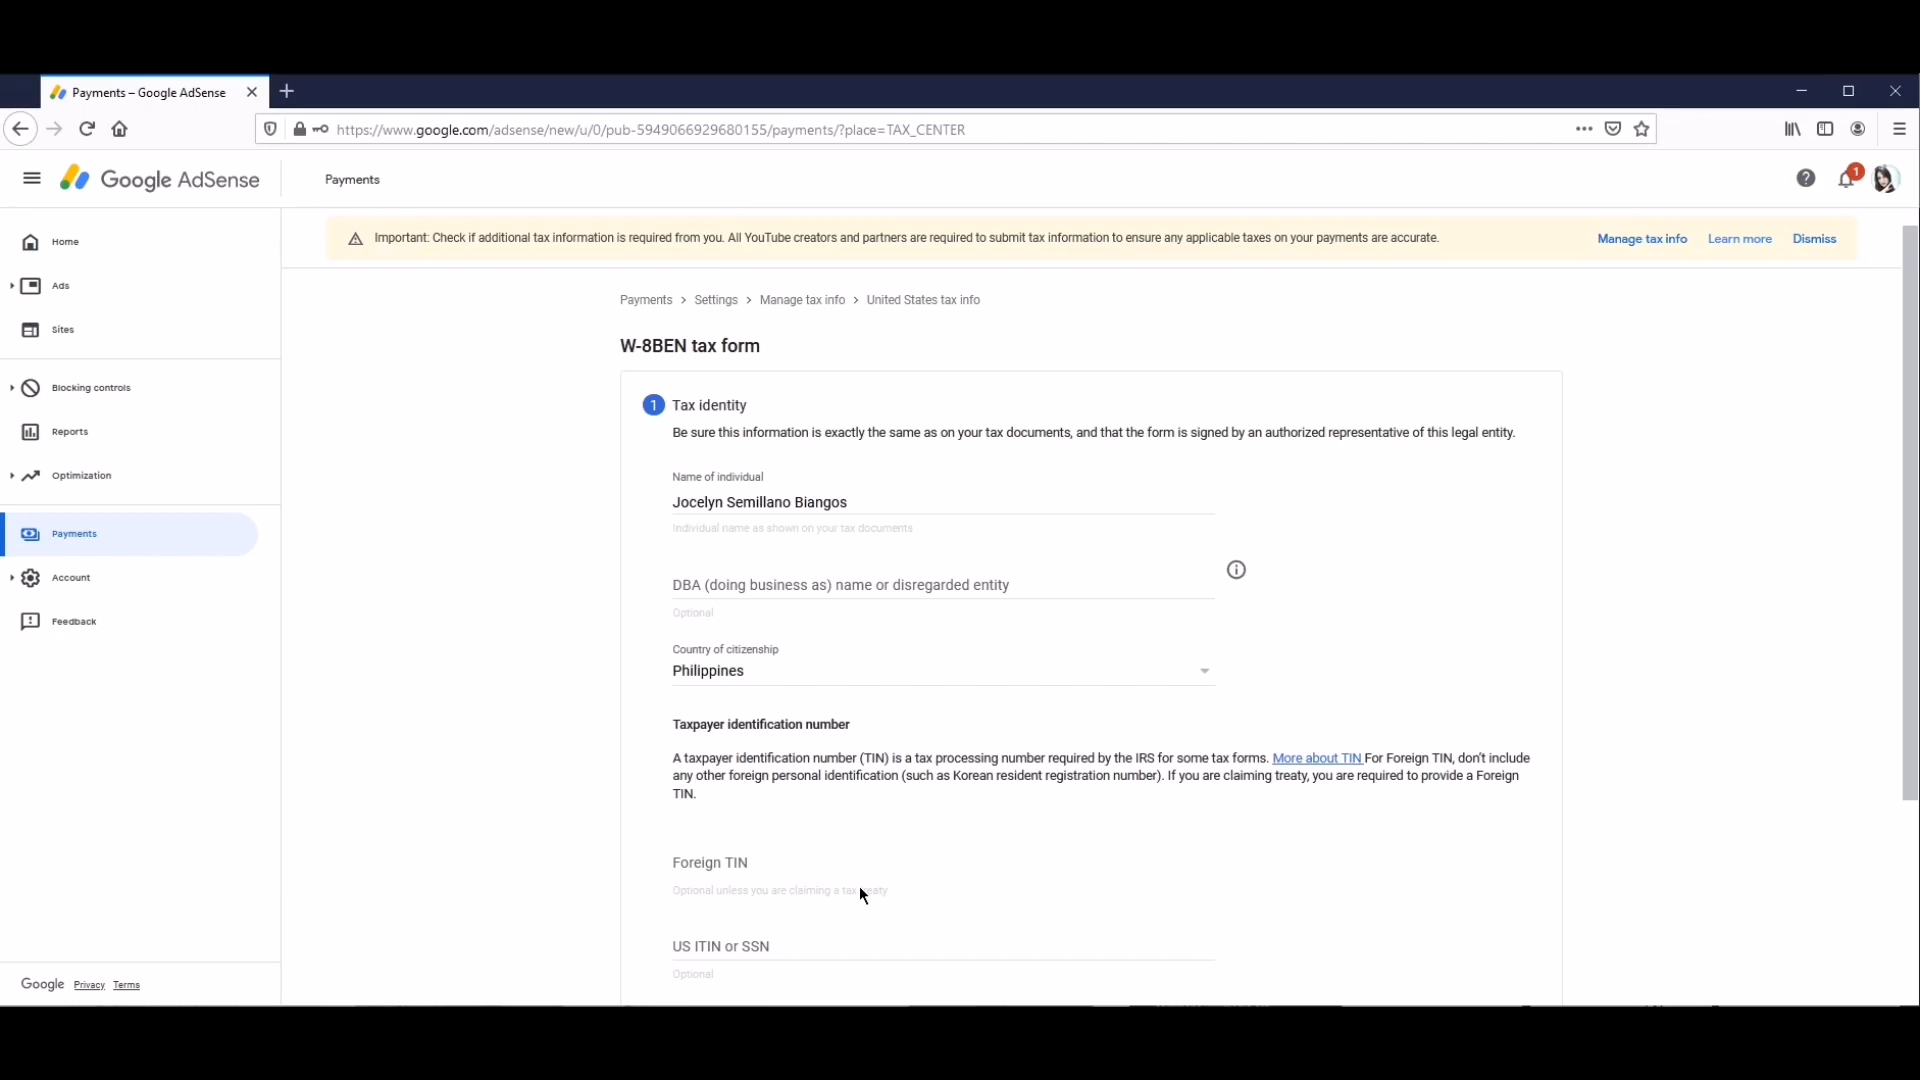 Payments – Google AdSense
https://www.google.com/adsense/new/u/0/pub-5949066929680155/payments/?place=TAX_CENTER
Google AdSense
Payments
1
Home
Ads
Sites
Blocking controls
Reports
Optimization
Payments
Account
Feedback
Google Privacy Terms
Important: Check if additional tax information is required from you. All YouTube creators and partners are required to submit tax information to ensure any applicable taxes on your payments are accurate.
Manage tax info Learn more Dismiss
Payments > Settings > Manage tax info > United States tax info
W-8BEN tax form
1 Tax identity
Be sure this information is exactly the same as on your tax documents, and that the form is signed by an authorized representative of this legal entity.
Name of individual
Jocelyn Semillano Biangos
Individual name as shown on your tax documents
DBA (doing business as) name or disregarded entity
Optional
Country of citizenship
Philippines
Taxpayer identification number
A taxpayer identification number (TIN) is a tax processing number required by the IRS for some tax forms. More about TIN For Foreign TIN, don't include
any other foreign personal identification (such as Korean resident registration number). If you are claiming treaty, you are required to provide a Foreign
TIN.
Foreign TIN
Optional unless you are claiming a tax treaty
US ITIN or SSN
Optional